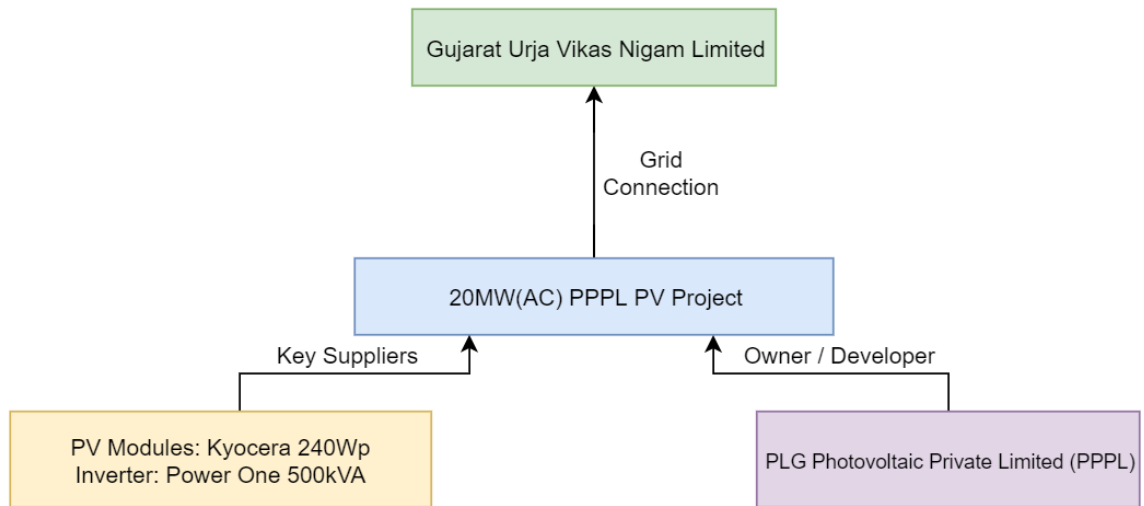 Gujarat Urja Vikas Nigam Limited
Grid
Connection
20MW(AC) PPPL PV Project
Key Suppliers
Owner / Developer
PV Modules: Kyocera 240Wp
Inverter: Power One 500kVA
PLG Photovoltaic Private Limited (PPPL)